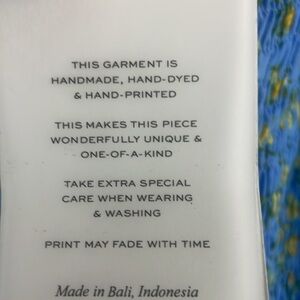 THIS GARMENT IS
HANDMADE, HAND-DYED
& HAND-PRINTED
THIS MAKES THIS PIECE
WONDERFULLY UNIQUE &
ONE-OF-A-KIND
TAKE EXTRA SPECIAL
CARE WHEN WEARING
& WASHING
PRINT MAY FADE WITH TIME
Made in Bali, Indonesia